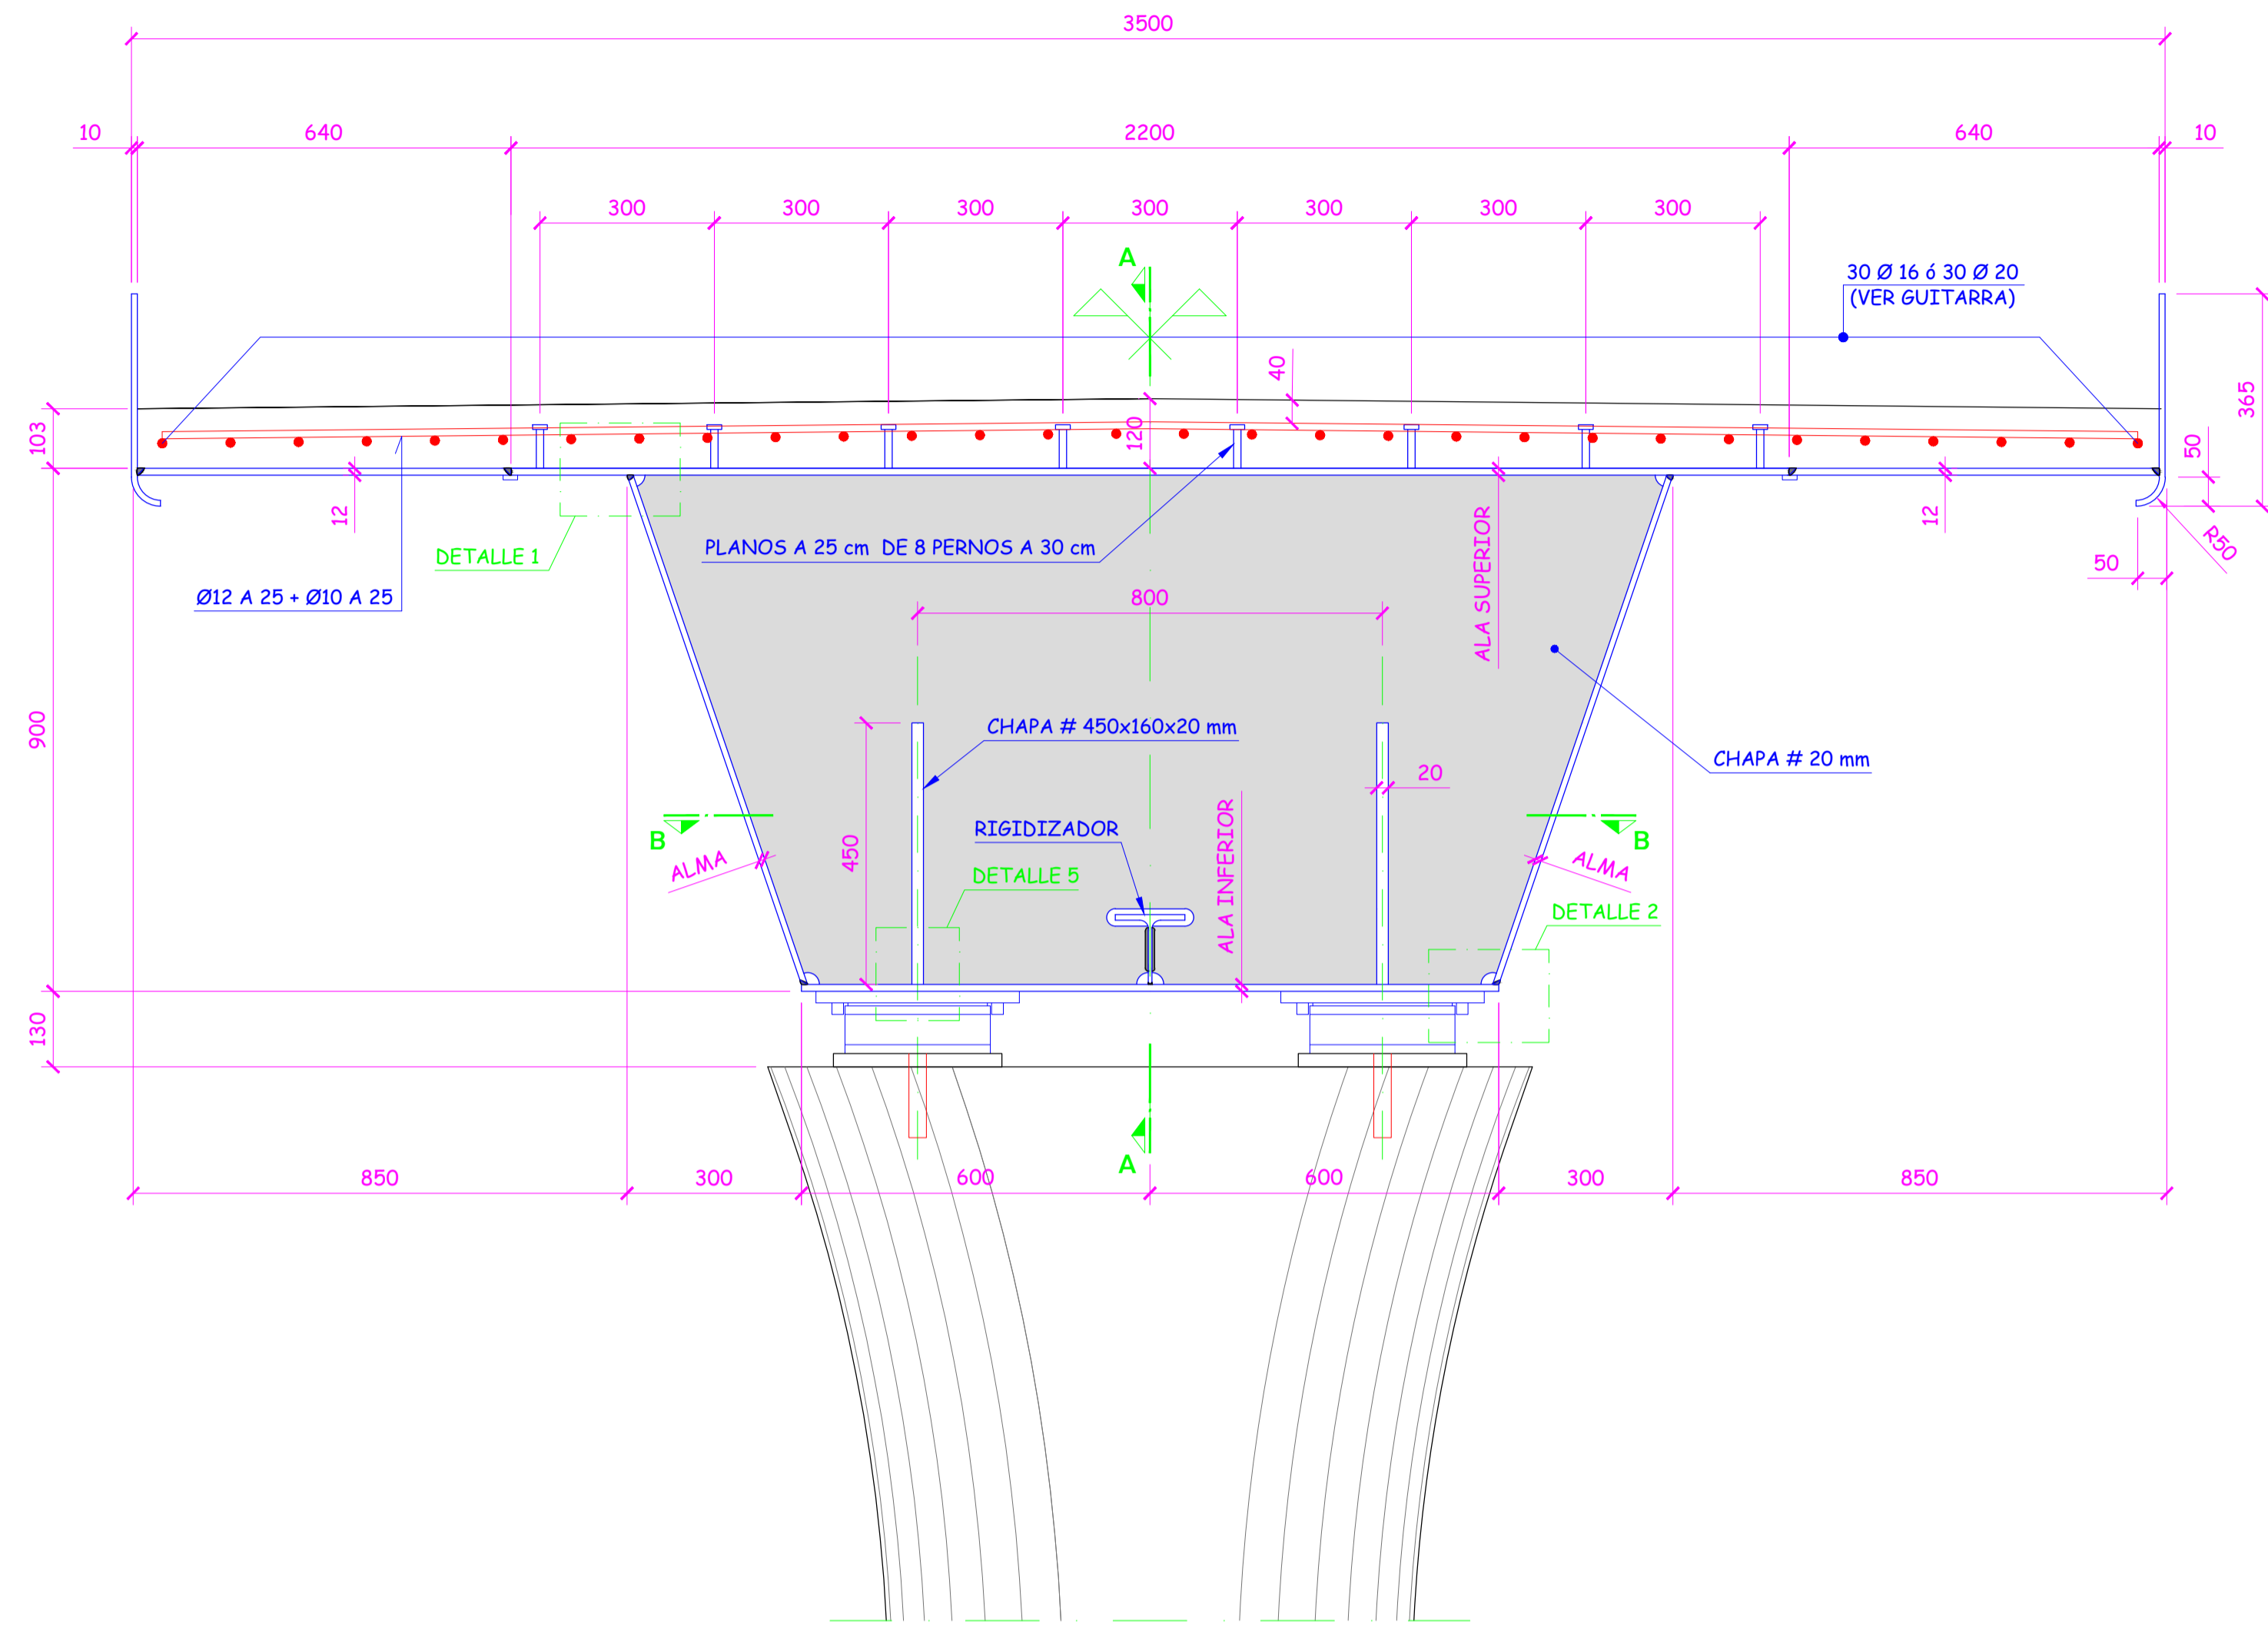 3500
10
640
2200
640
10
300
300
300
300
300
300
300
A
30 Ø 16 ó 30 Ø 20
(VER GUITARRA)
40
365
103
120
50
12
12
R50
DETALLE 1
PLANOS A 25 cm DE 8 PERNOS A 30 cm
ALA SUPERIOR
50
Ø12 A 25 + Ø10 A 25
800
900
CHAPA # 450x160x20 mm
CHAPA # 20 mm
20
RIGIDIZADOR
B
B
450
ALA INFERIOR
ALMA
ALMA
DETALLE 5
DETALLE 2
130
A
850
300
600
600
300
850